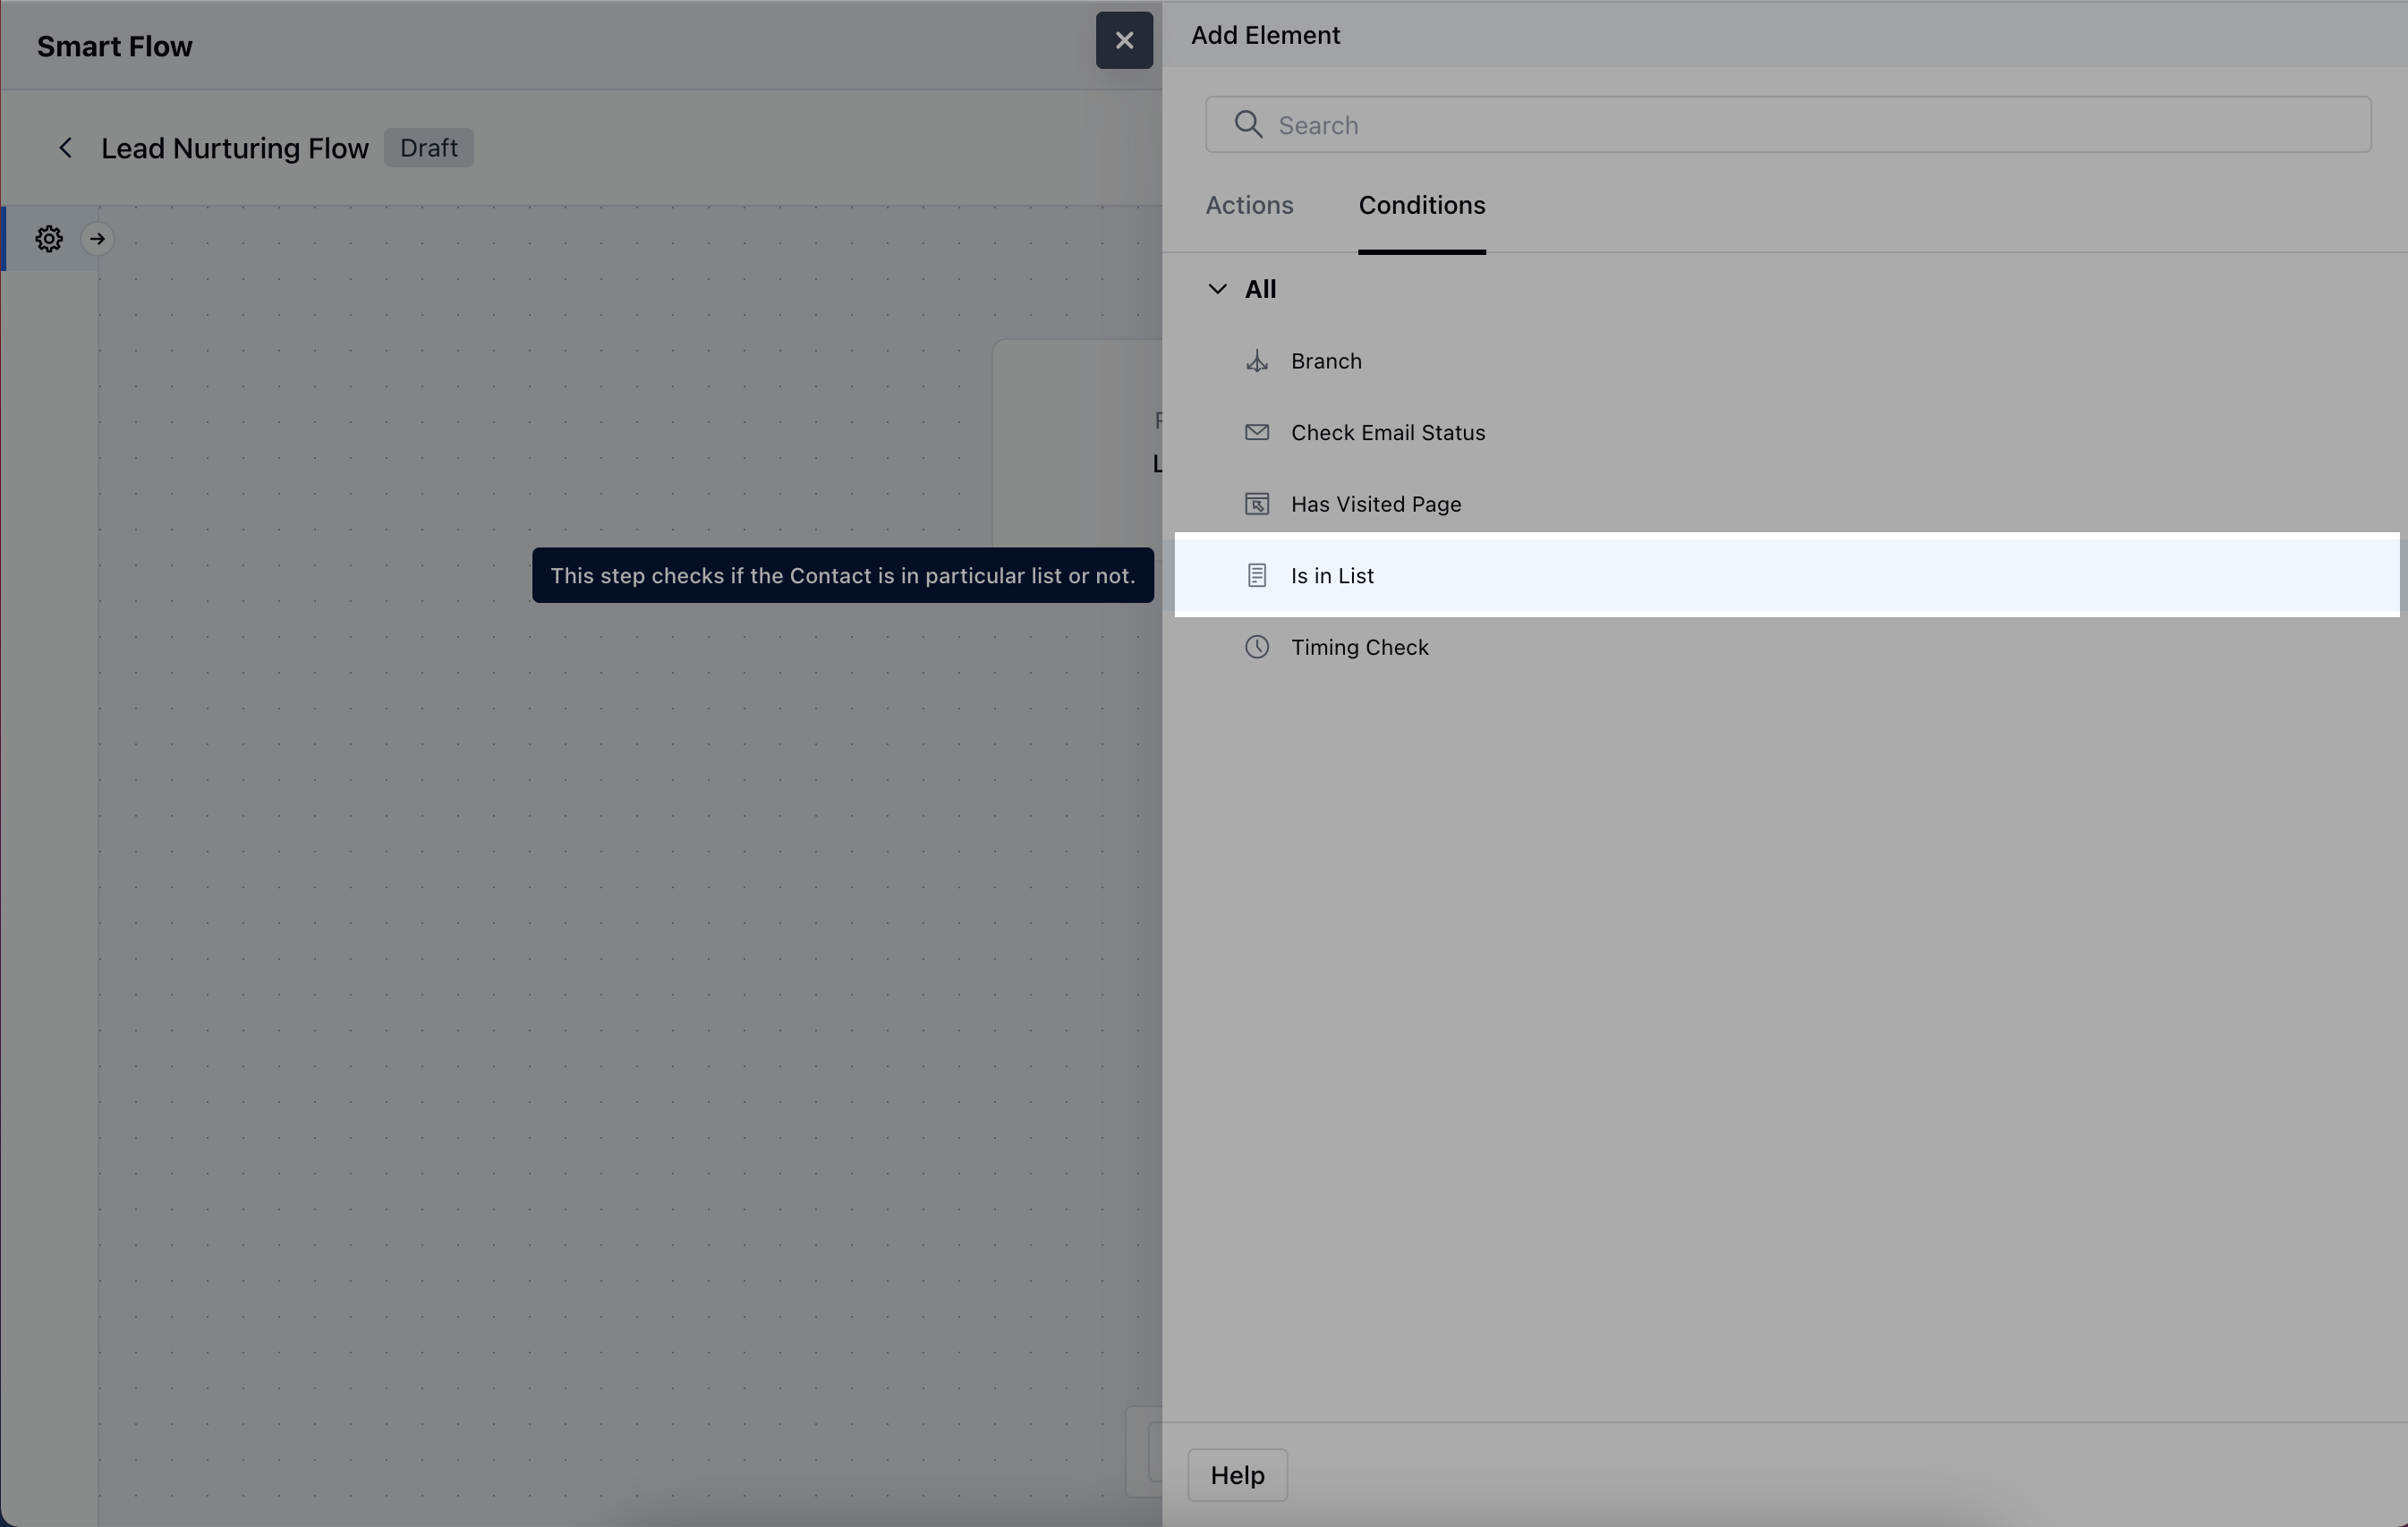 Smart Flow
Lead Nurturing Flow
Draft
This step checks if the Contact is in particular list or not.
Add Element
Search
Actions
Conditions
All
Branch
Check Email Status
Has Visited Page
Is in List
Timing Check
Help